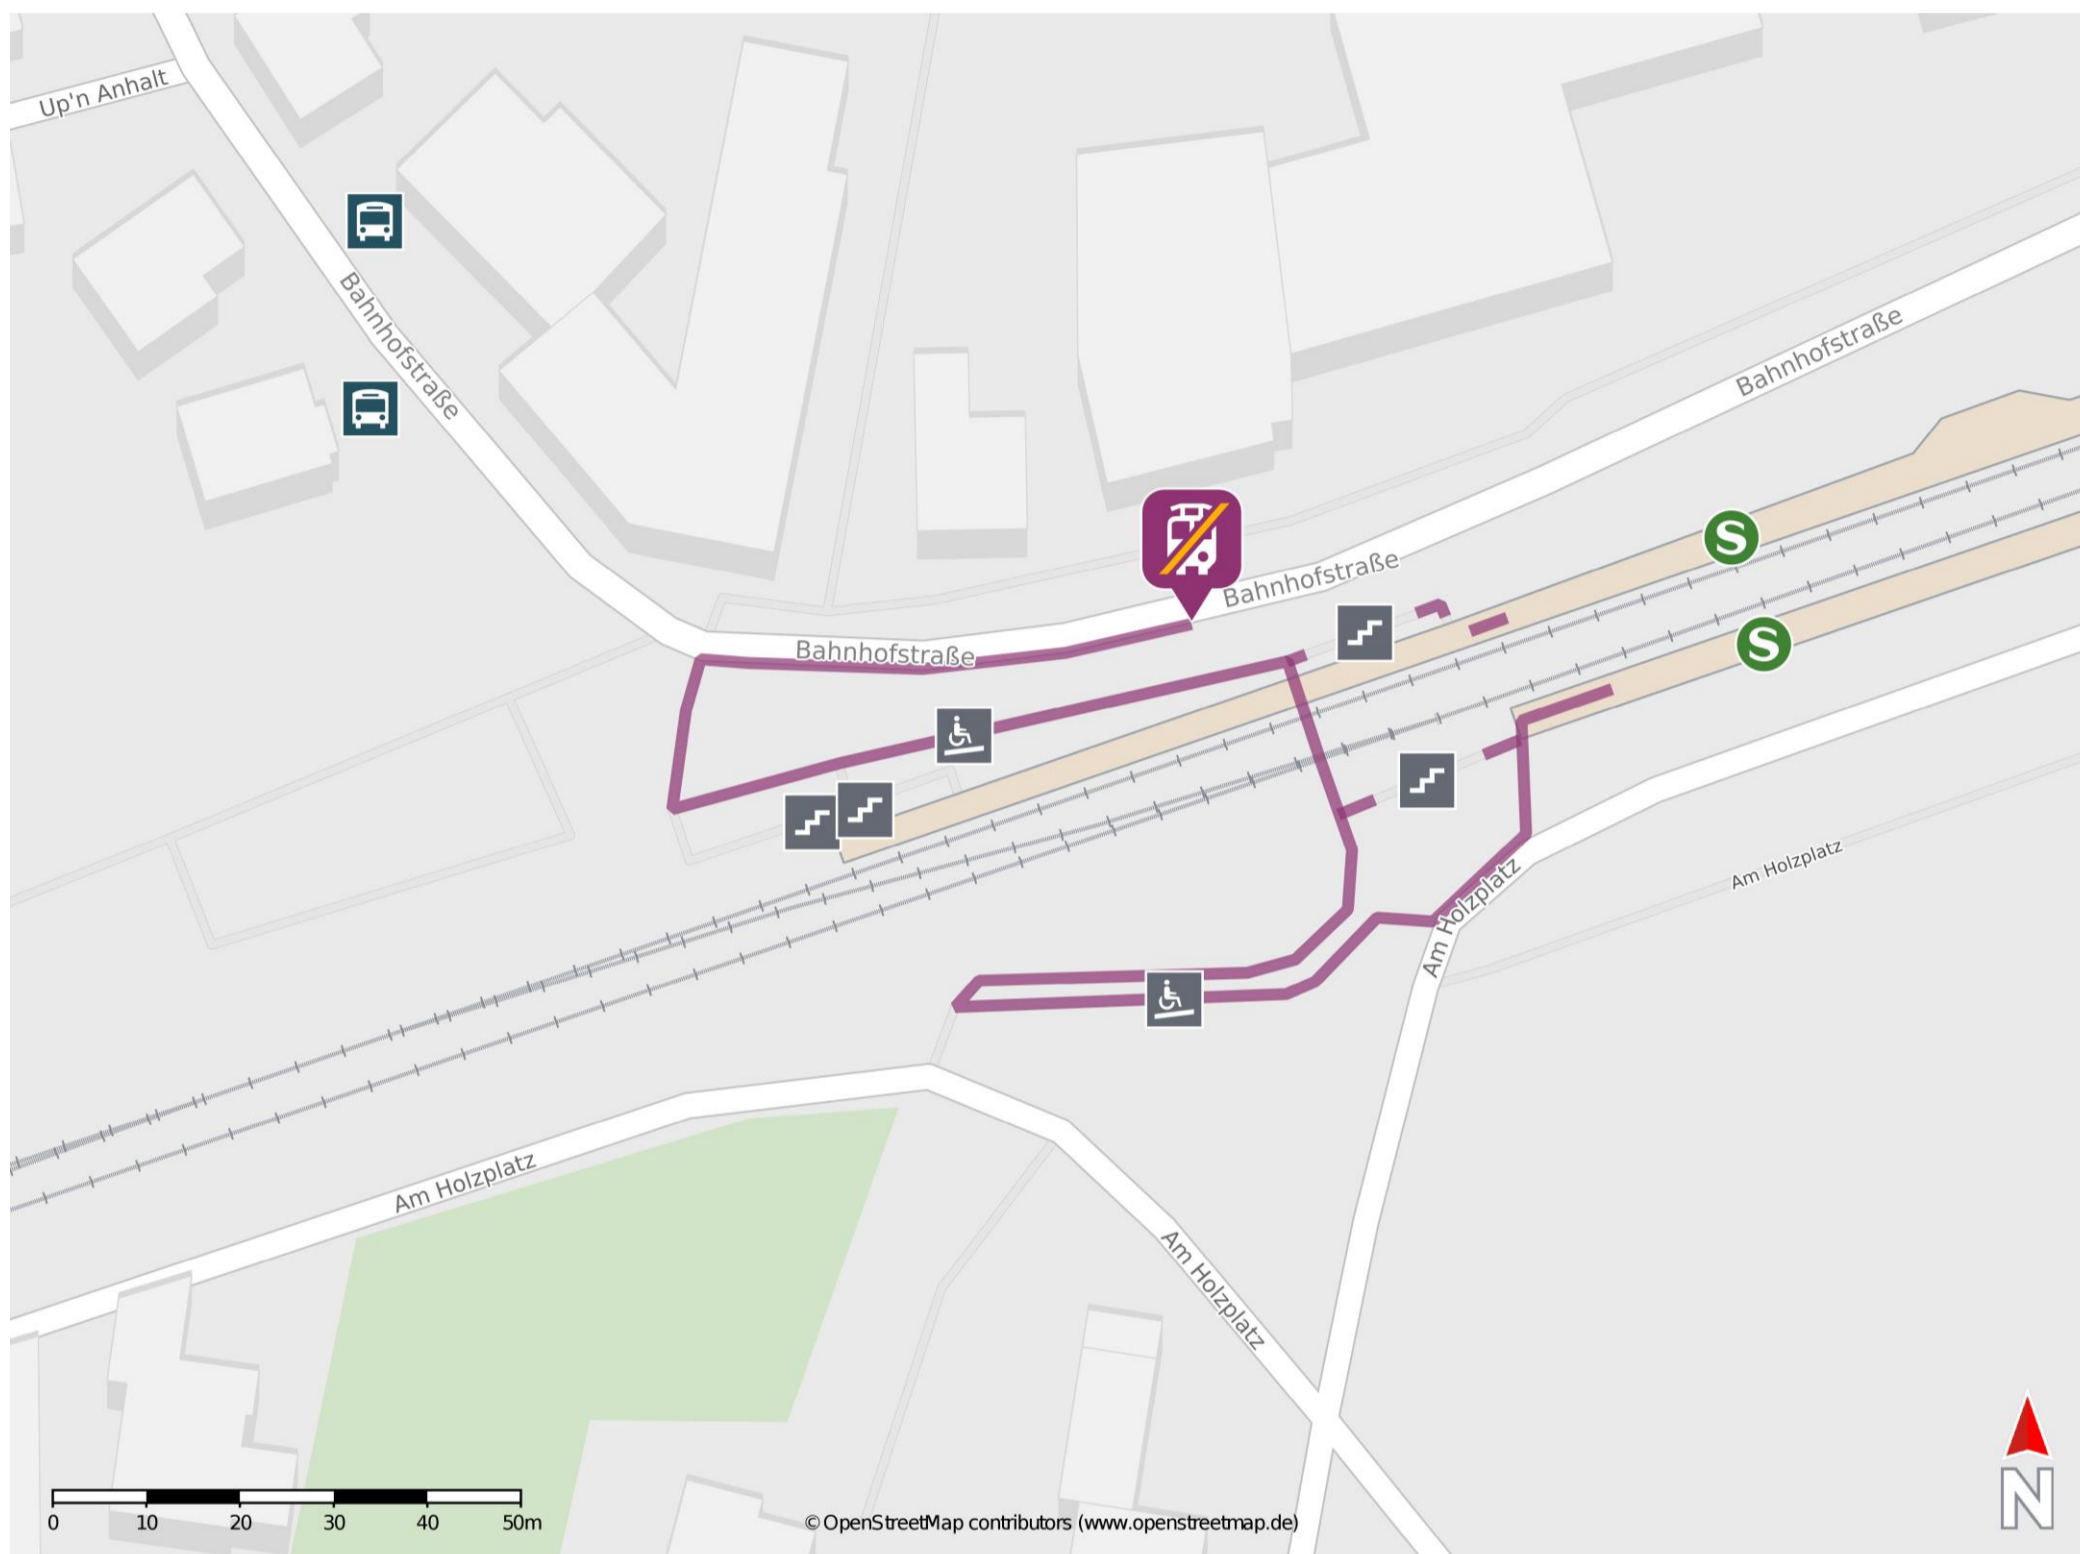 Up'n Anhalt
Bahnhofstraße
Bahnhofstraße
S
Bahnhofstraße
Bahnhofstraße
S
Am Holzplatz
Am Holzplatz
Am Holzplatz
Am Holzplatz
N
0 10 20 30 40 50m
© OpenStreetMap contributors (www.openstreetmap.de)